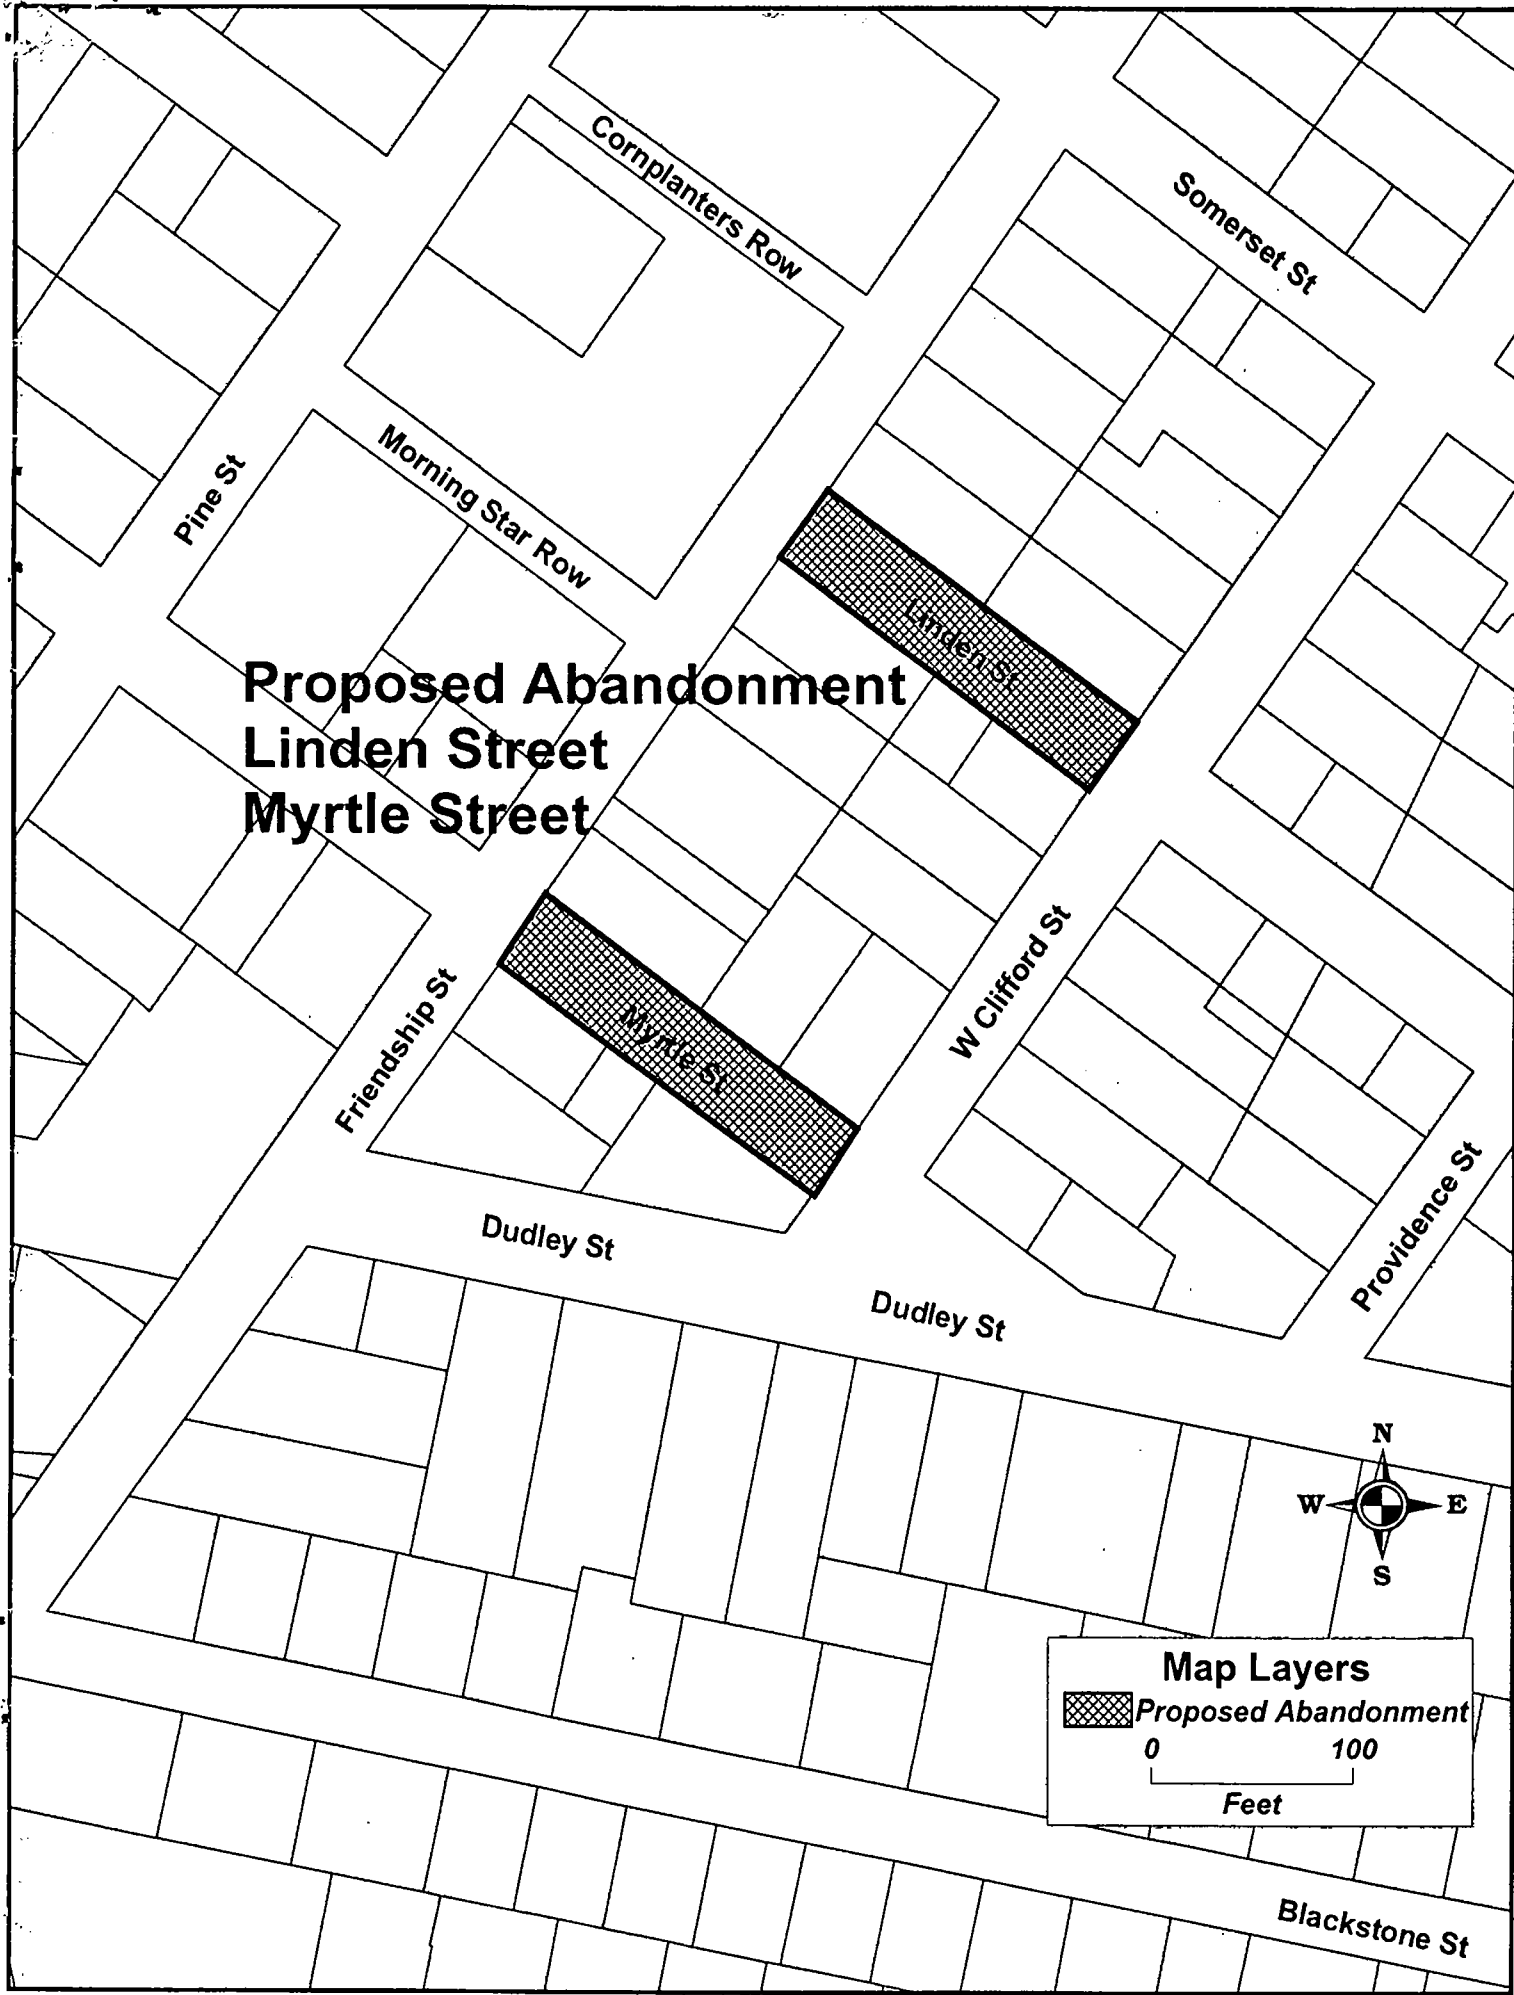 Cornplanters Row
Somerset St
Morning Star Row
Pine St
Linden St
Proposed Abandonment
Linden Street
Myrtle Street
W Clifford St
Friendship St
Myrtle St
Providence St
Dudley St
Dudley St
N
W E
S
Map Layers
Proposed Abandonment
0 100
Feet
Blackstone St